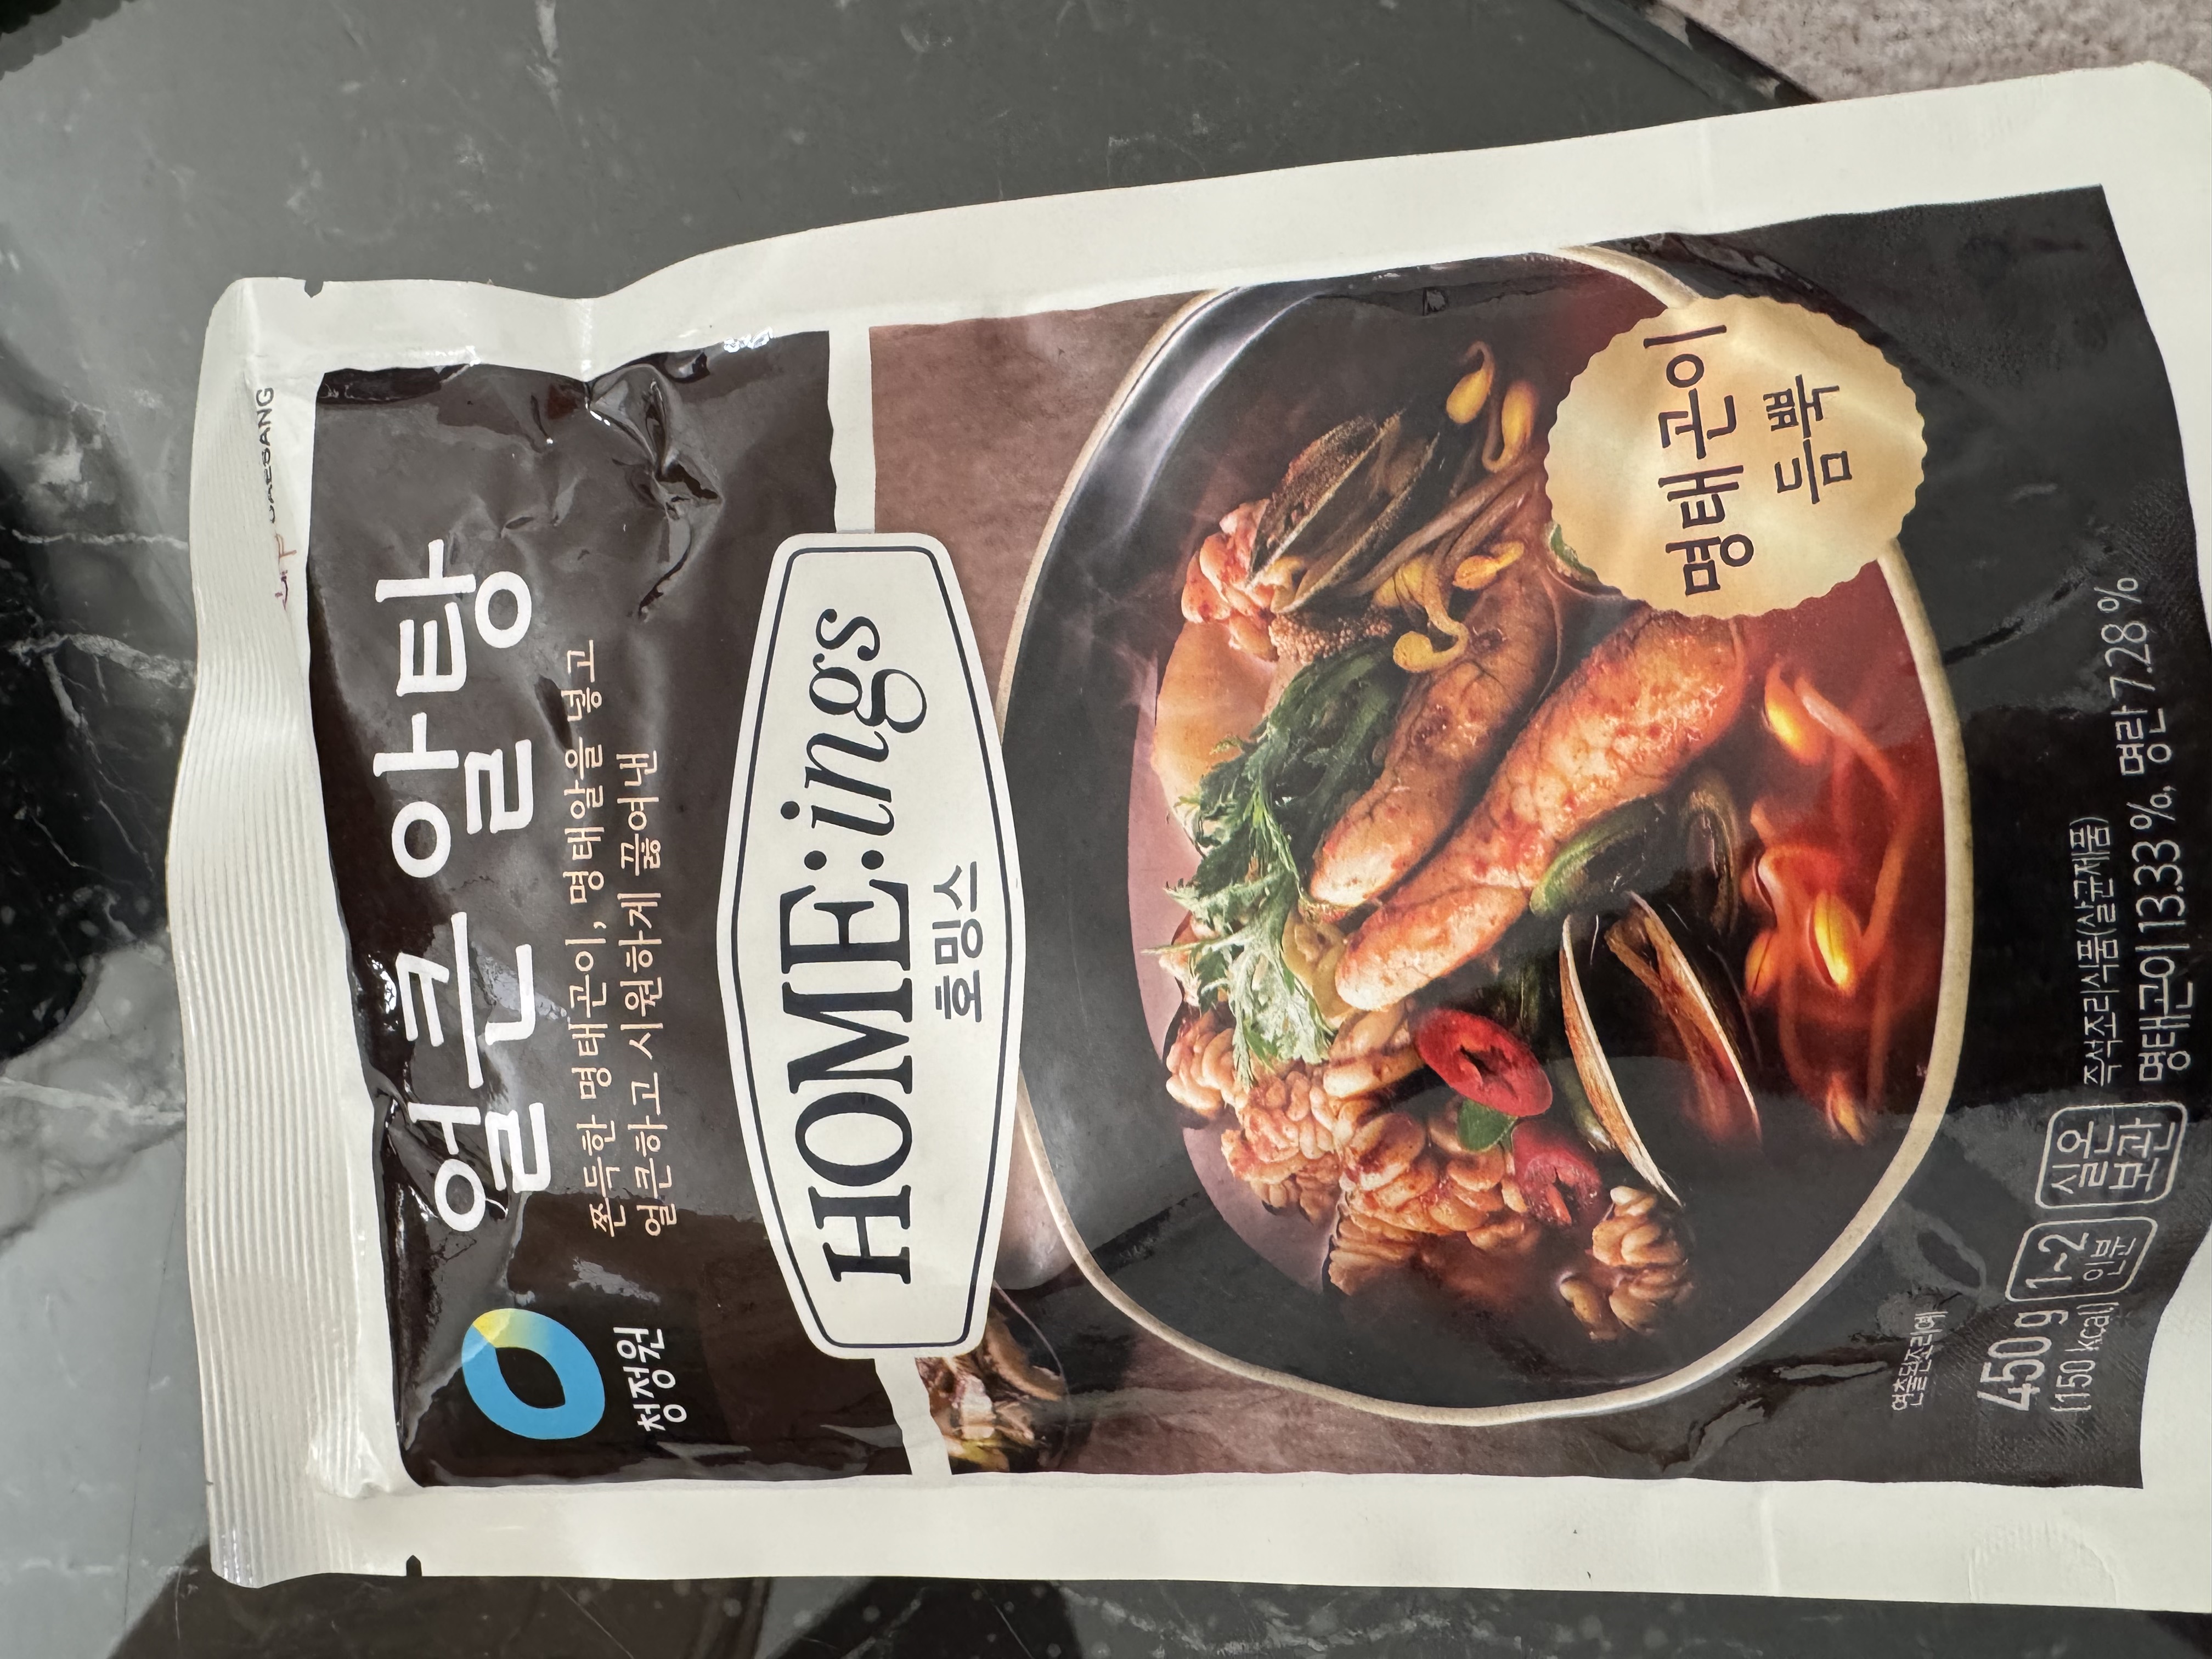 DAESANG
얼큰 알탕
쫀득한 명태곤이, 명태알을 넣고
얼큰하고 시원하게 끓여낸
청정원
HOME:ings
호밍스
명태곤이
듬뿍
연출된조리예
450 g
(150 kcal)
1~2
인분
실온
보관
즉석조리식품(살균제품)
명태곤이 13.33 %, 명란 7.28 %